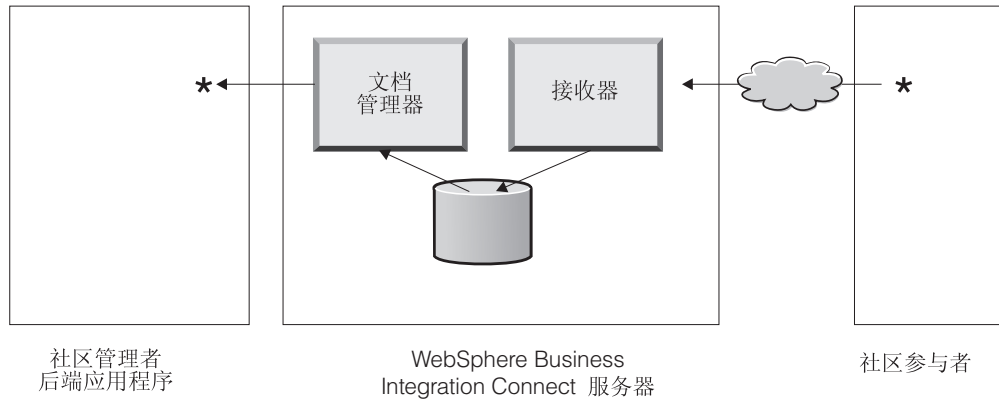 文档
管理器
接收器
*
*
社区管理者
后端应用程序
WebSphere Business
Integration Connect 服务器
社区参与者